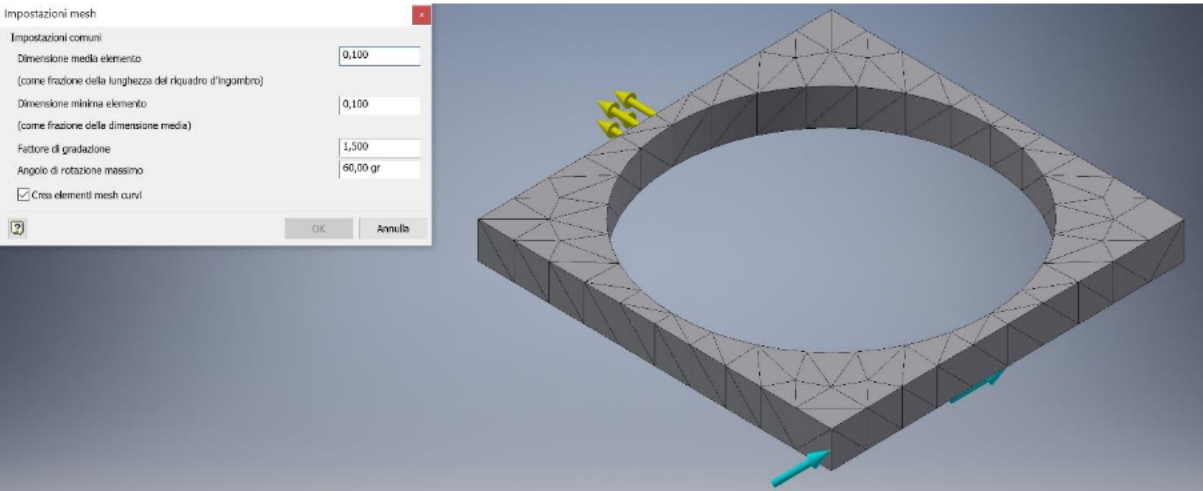 Impostazioni mesh
Impostazioni comuni
Dimensione media elemento
0,100
(come frazione della lunghezza del riquadro d'ingombro)
Dimensione minima elemento
0,100
(come frazione della dimensione media)
Fattore di gradazione
1,500
Angolo di rotazione massimo
60,00 gr
Crea elementi mesh curvi
OK
Annulla